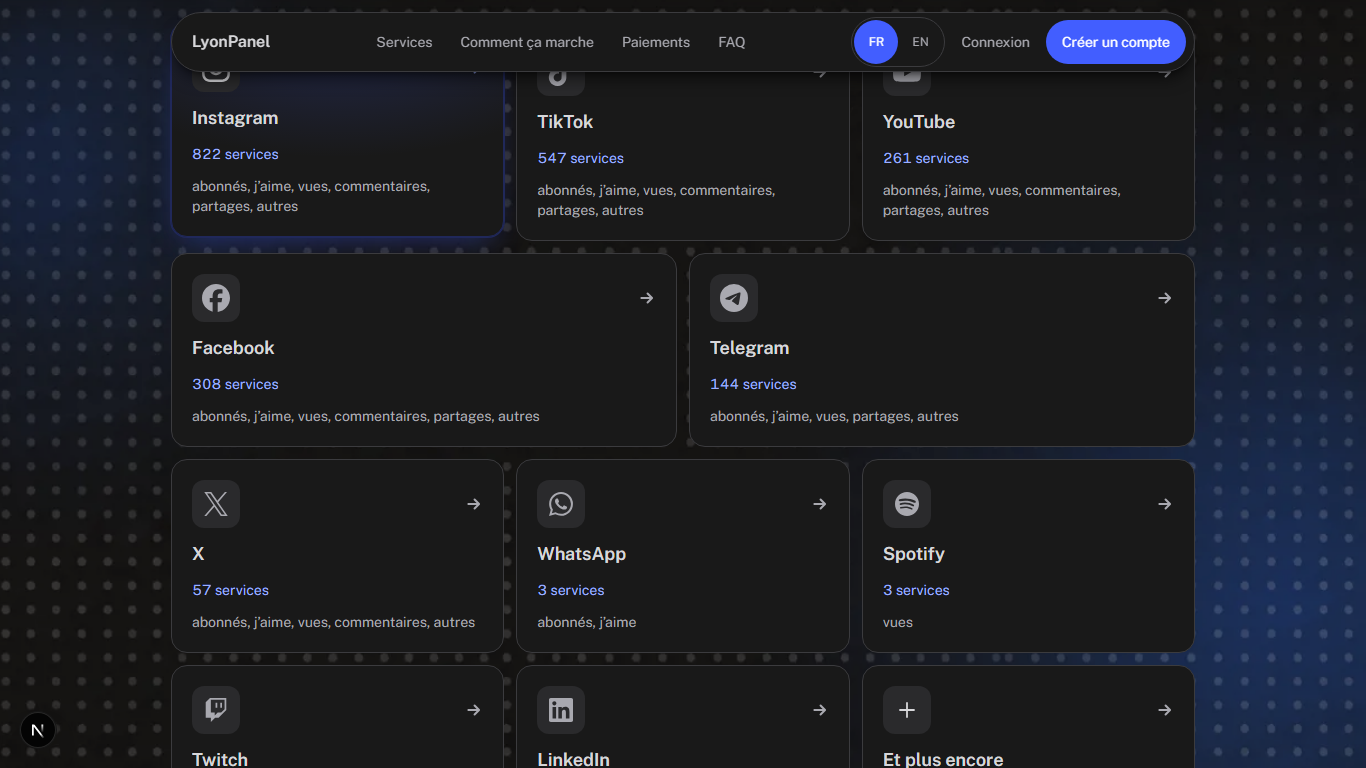 LyonPanel
Services
Comment ça marche
Paiements
FAQ
FR
EN
Connexion
Créer un compte
Instagram
822 services
abonnés, j’aime, vues, commentaires,
partages, autres
TikTok
547 services
abonnés, j’aime, vues, commentaires,
partages, autres
YouTube
261 services
abonnés, j’aime, vues, commentaires,
partages, autres
Facebook
308 services
abonnés, j’aime, vues, commentaires, partages, autres
Telegram
144 services
abonnés, j’aime, vues, partages, autres
X
57 services
abonnés, j’aime, vues, commentaires, autres
WhatsApp
3 services
abonnés, j’aime
Spotify
3 services
vues
Twitch
LinkedIn
Et plus encore
N